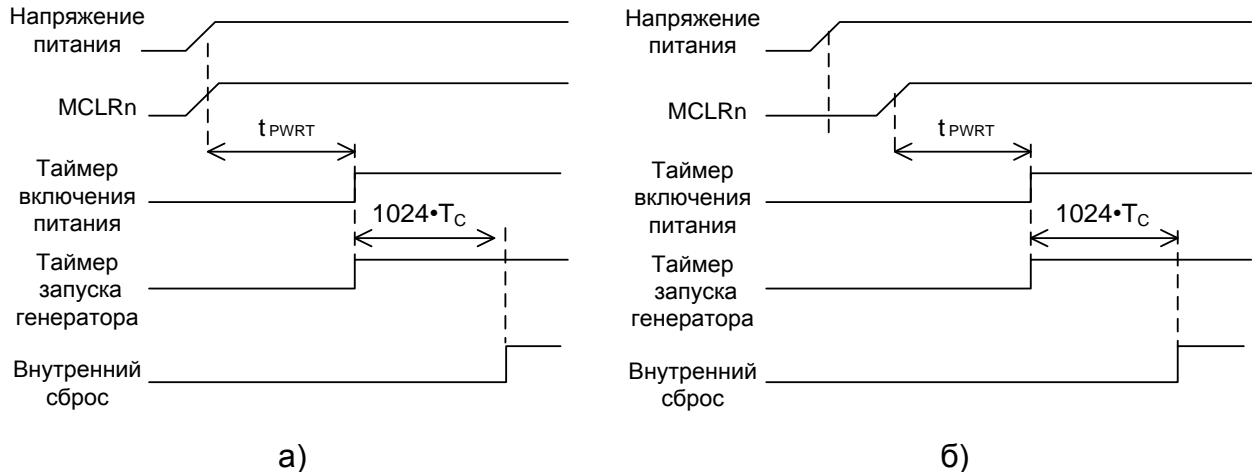 Напряжение
питания
MCLRn
t PWRT
Таймер
включения
питания
1024•TC
Таймер
запуска
генератора
Внутренний
сброс
а)
Напряжение
питания
MCLRn
t PWRT
Таймер
включения
питания
1024•TC
Таймер
запуска
генератора
Внутренний
сброс
б)